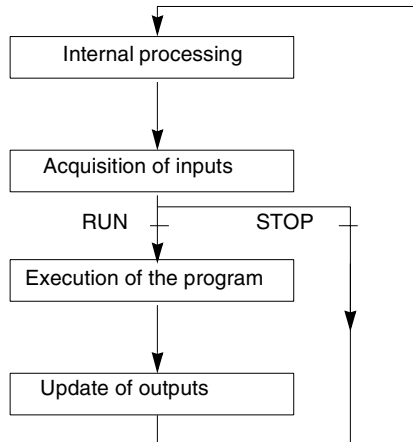 Internal processing
Acquisition of inputs
RUN
STOP
Execution of the program
Update of outputs